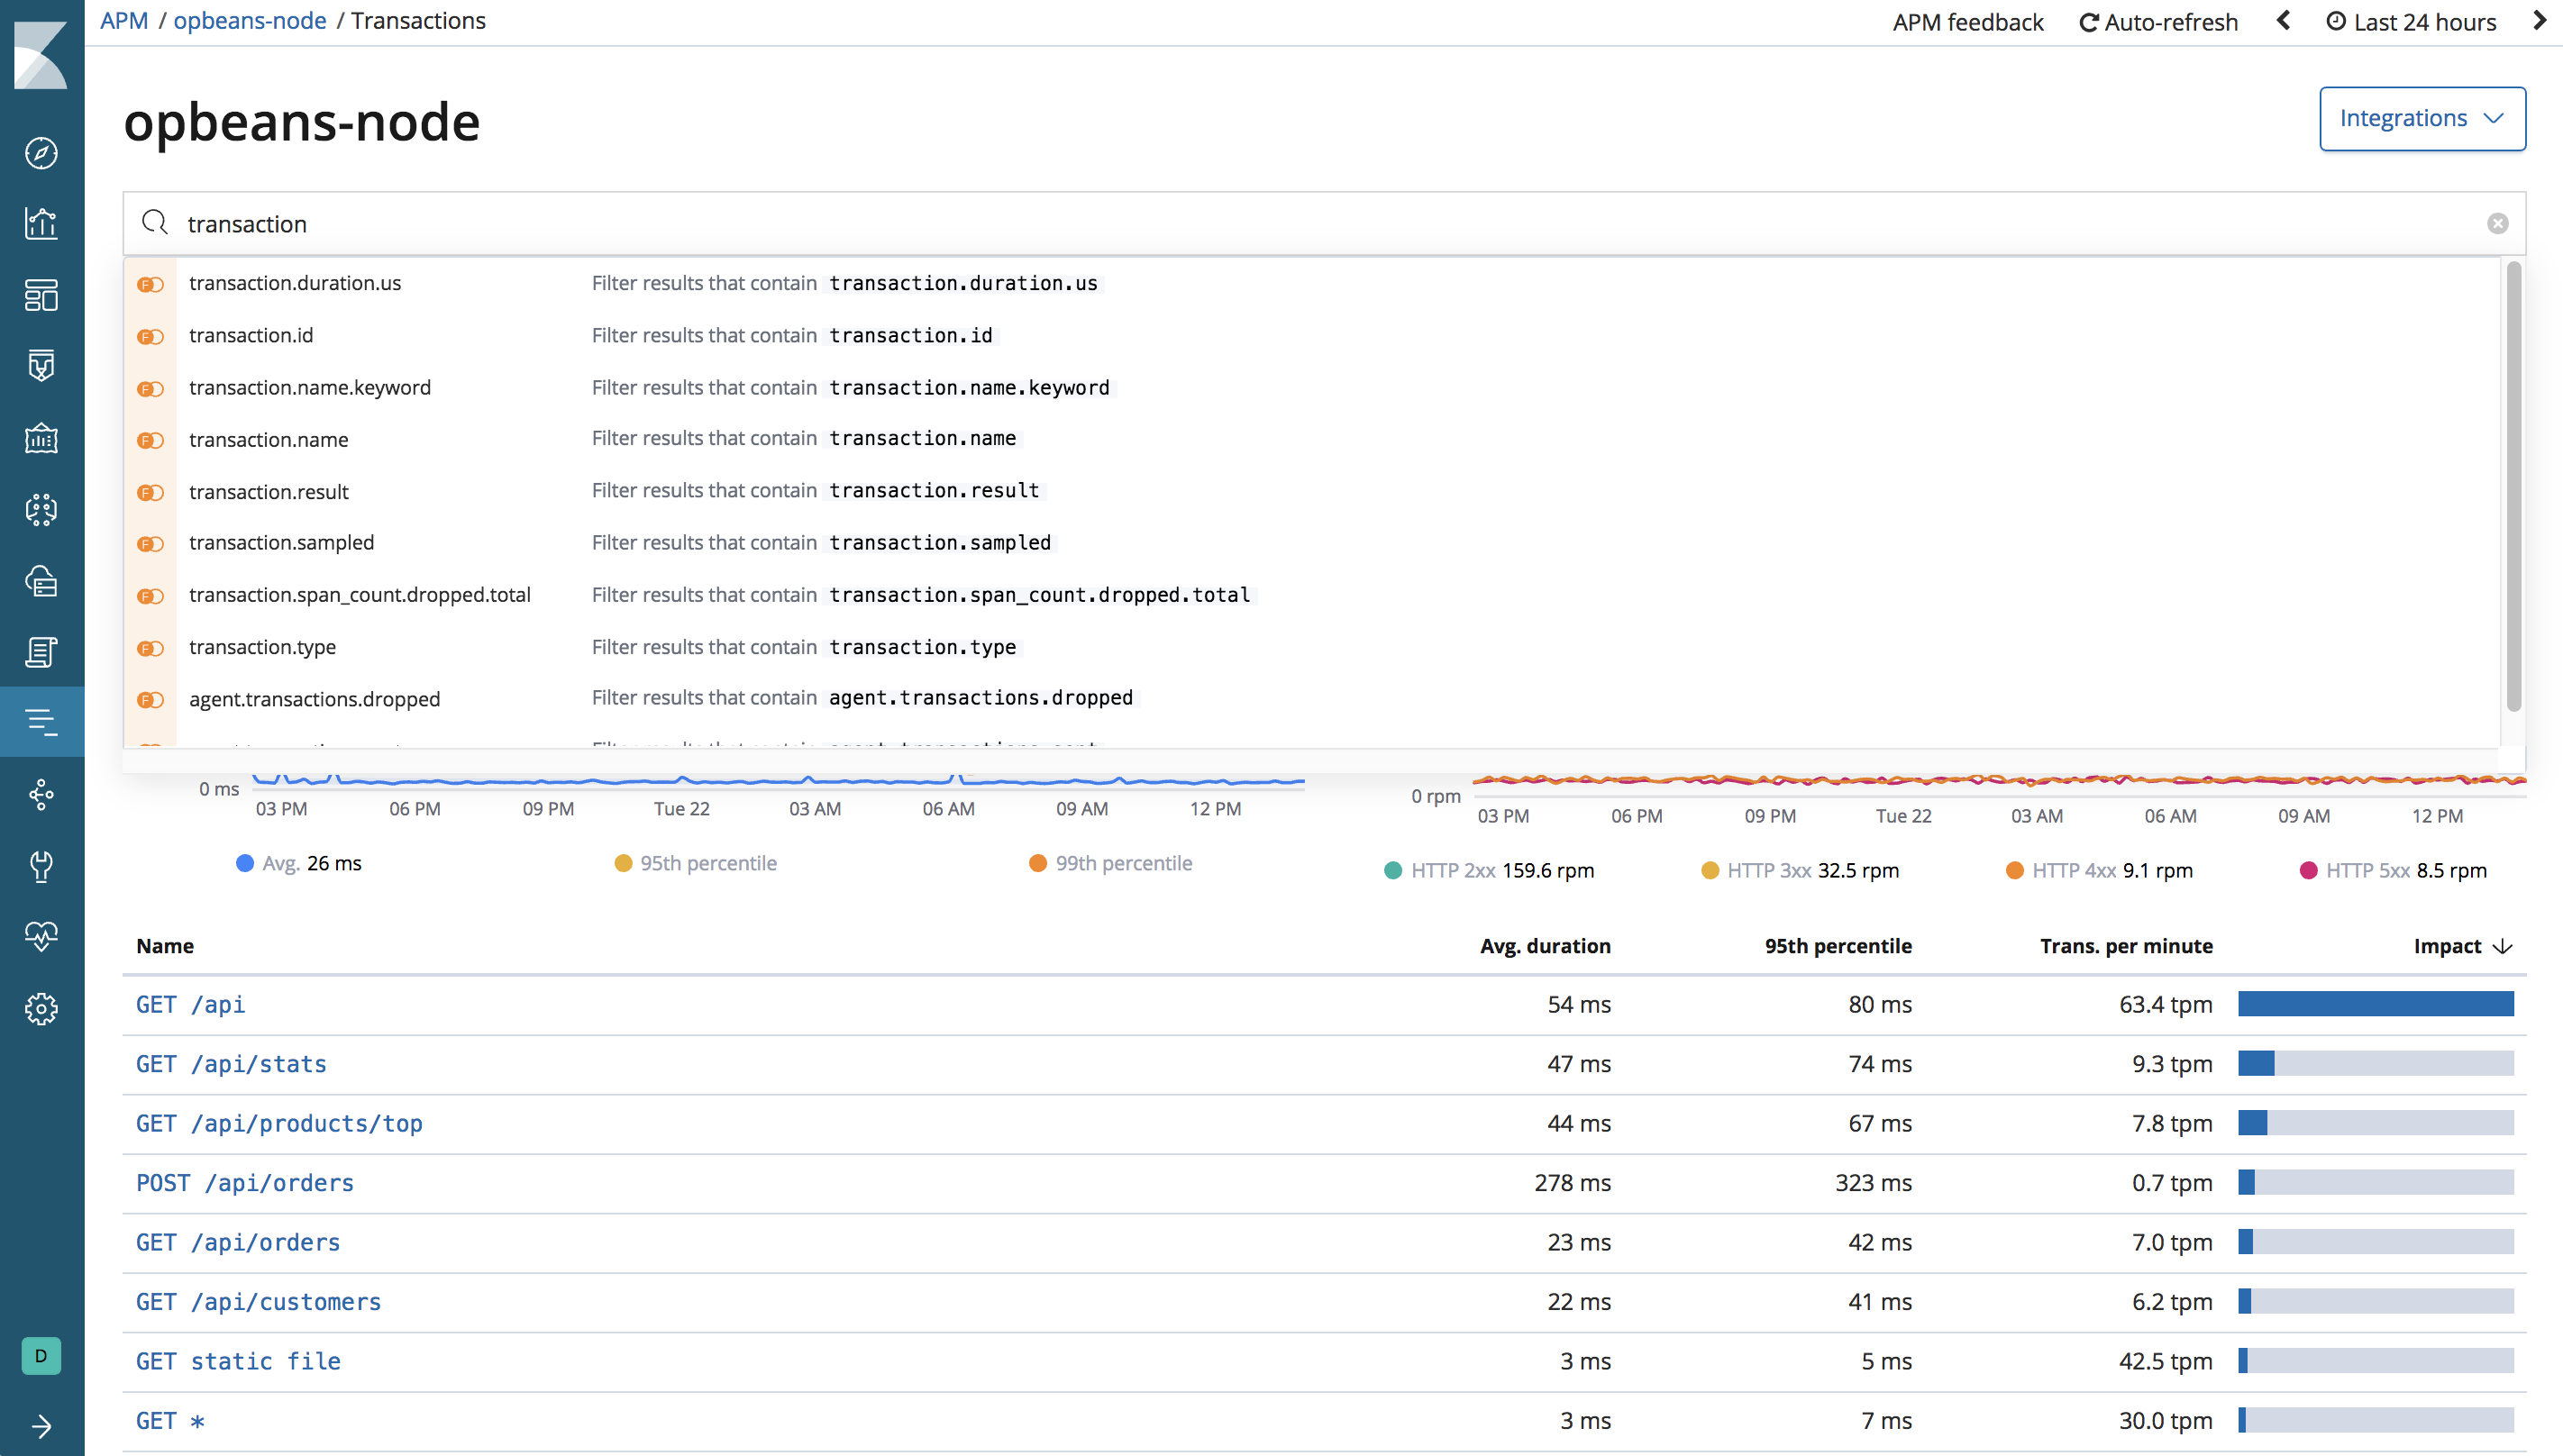 APM / opbeans-node / Transactions
APM feedback Auto-refresh Last 24 hours
opbeans-node
Integrations
transaction
transaction.duration.us Filter results that contain transaction.duration.us
transaction.id Filter results that contain transaction.id
transaction.name.keyword Filter results that contain transaction.name.keyword
transaction.name Filter results that contain transaction.name
transaction.result Filter results that contain transaction.result
transaction.sampled Filter results that contain transaction.sampled
transaction.span_count.dropped.total Filter results that contain transaction.span_count.dropped.total
transaction.type Filter results that contain transaction.type
agent.transactions.dropped Filter results that contain agent.transactions.dropped
0 ms
03 PM 06 PM 09 PM Tue 22 03 AM 06 AM 09 AM 12 PM
0 rpm
03 PM 06 PM 09 PM Tue 22 03 AM 06 AM 09 AM 12 PM
Avg. 26 ms 95th percentile 99th percentile
HTTP 2xx 159.6 rpm HTTP 3xx 32.5 rpm HTTP 4xx 9.1 rpm HTTP 5xx 8.5 rpm
Name Avg. duration 95th percentile Trans. per minute Impact
GET /api 54 ms 80 ms 63.4 tpm
GET /api/stats 47 ms 74 ms 9.3 tpm
GET /api/products/top 44 ms 67 ms 7.8 tpm
POST /api/orders 278 ms 323 ms 0.7 tpm
GET /api/orders 23 ms 42 ms 7.0 tpm
GET /api/customers 22 ms 41 ms 6.2 tpm
GET static file 3 ms 5 ms 42.5 tpm
GET * 3 ms 7 ms 30.0 tpm
D